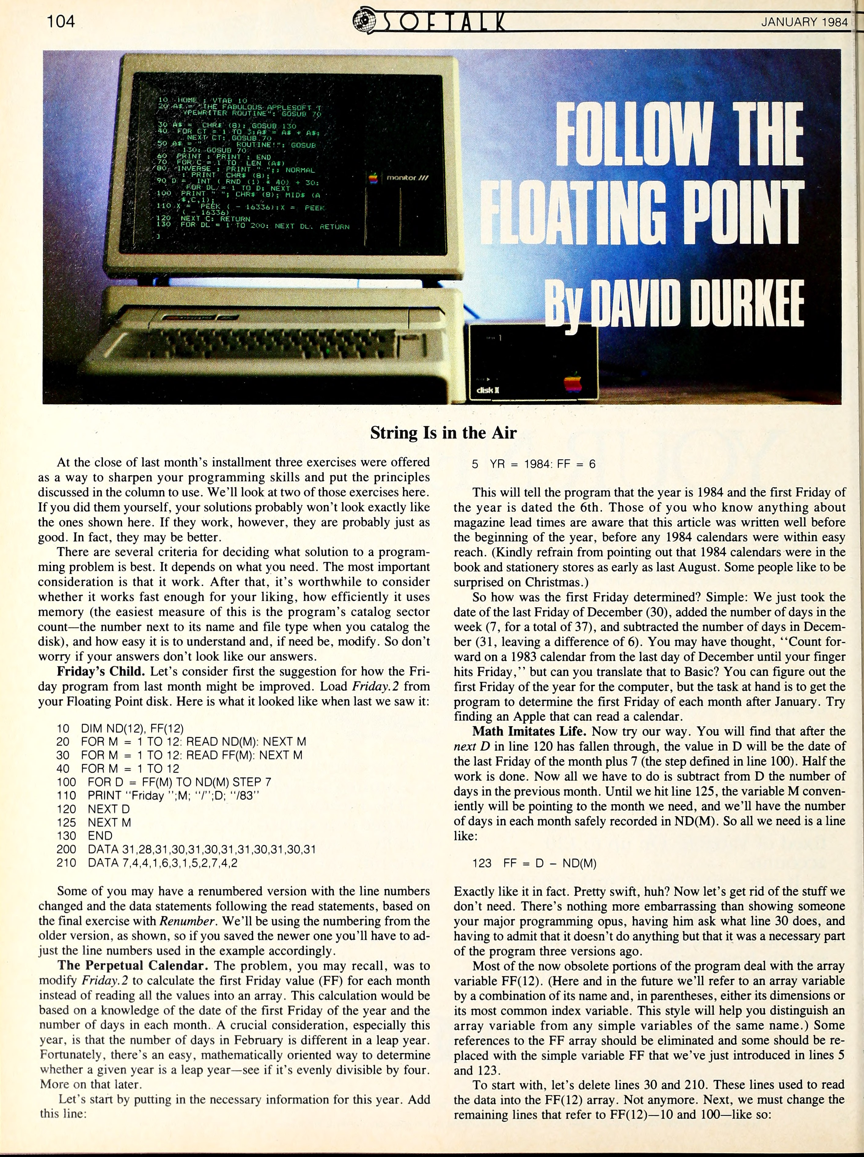 104
SOFTALK
JANUARY 1984
10 HOME : VTAB 10
20 A$ = "THE FABULOUS APPLESOFT T
YPEWRITER ROUTINE": GOSUB 70
30 A$ = CHR$ (8): GOSUB 130
40 FOR CT = 1 TO 3:A$ = A$ + A$:
NEXT CT: GOSUB 70
50 A$ = " ROUTINE!": GOSUB
130: GOSUB 70
60 PRINT : PRINT : END
70 FOR C = 1 TO LEN (A$)
80 INVERSE : PRINT " ";: NORMAL
: PRINT CHR$ (8);
90 D = INT ( RND (1) * 40) + 30:
FOR DL = 1 TO D: NEXT
100 PRINT " "; CHR$ (8); MID$ (A
$,C,1);
110 X = PEEK ( - 16336):X = PEEK
( - 16336)
120 NEXT C: RETURN
130 FOR DL = 1 TO 200: NEXT DL: RETURN
]
monitor ///
disk II
FOLLOW THE
FLOATING POINT
By DAVID DURKEE
String Is in the Air
At the close of last month's installment three exercises were offered
as a way to sharpen your programming skills and put the principles
discussed in the column to use. We'll look at two of those exercises here.
If you did them yourself, your solutions probably won't look exactly like
the ones shown here. If they work, however, they are probably just as
good. In fact, they may be better.
There are several criteria for deciding what solution to a program-
ming problem is best. It depends on what you need. The most important
consideration is that it work. After that, it's worthwhile to consider
whether it works fast enough for your liking, how efficiently it uses
memory (the easiest measure of this is the program's catalog sector
count—the number next to its name and file type when you catalog the
disk), and how easy it is to understand and, if need be, modify. So don't
worry if your answers don't look like our answers.
Friday's Child. Let's consider first the suggestion for how the Fri-
day program from last month might be improved. Load Friday.2 from
your Floating Point disk. Here is what it looked like when last we saw it:
10 DIM ND(12), FF(12)
20 FOR M = 1 TO 12: READ ND(M): NEXT M
30 FOR M = 1 TO 12: READ FF(M): NEXT M
40 FOR M = 1 TO 12
100 FOR D = FF(M) TO ND(M) STEP 7
110 PRINT "Friday ";M; "/";D; "/83"
120 NEXT D
125 NEXT M
130 END
200 DATA 31,28,31,30,31,30,31,31,30,31,30,31
210 DATA 7,4,4,1,6,3,1,5,2,7,4,2
Some of you may have a renumbered version with the line numbers
changed and the data statements following the read statements, based on
the final exercise with Renumber. We'll be using the numbering from the
older version, as shown, so if you saved the newer one you'll have to ad-
just the line numbers used in the example accordingly.
The Perpetual Calendar. The problem, you may recall, was to
modify Friday.2 to calculate the first Friday value (FF) for each month
instead of reading all the values into an array. This calculation would be
based on a knowledge of the date of the first Friday of the year and the
number of days in each month. A crucial consideration, especially this
year, is that the number of days in February is different in a leap year.
Fortunately, there's an easy, mathematically oriented way to determine
whether a given year is a leap year—see if it's evenly divisible by four.
More on that later.
Let's start by putting in the necessary information for this year. Add
this line:
5 YR = 1984: FF = 6
This will tell the program that the year is 1984 and the first Friday of
the year is dated the 6th. Those of you who know anything about
magazine lead times are aware that this article was written well before
the beginning of the year, before any 1984 calendars were within easy
reach. (Kindly refrain from pointing out that 1984 calendars were in the
book and stationery stores as early as last August. Some people like to be
surprised on Christmas.)
So how was the first Friday determined? Simple: We just took the
date of the last Friday of December (30), added the number of days in the
week (7, for a total of 37), and subtracted the number of days in Decem-
ber (31, leaving a difference of 6). You may have thought, "Count for-
ward on a 1983 calendar from the last day of December until your finger
hits Friday," but can you translate that to Basic? You can figure out the
first Friday of the year for the computer, but the task at hand is to get the
program to determine the first Friday of each month after January. Try
finding an Apple that can read a calendar.
Math Imitates Life. Now try our way. You will find that after the
next D in line 120 has fallen through, the value in D will be the date of
the last Friday of the month plus 7 (the step defined in line 100). Half the
work is done. Now all we have to do is subtract from D the number of
days in the previous month. Until we hit line 125, the variable M conven-
iently will be pointing to the month we need, and we'll have the number
of days in each month safely recorded in ND(M). So all we need is a line
like:
123 FF = D - ND(M)
Exactly like it in fact. Pretty swift, huh? Now let's get rid of the stuff we
don't need. There's nothing more embarrassing than showing someone
your major programming opus, having him ask what line 30 does, and
having to admit that it doesn't do anything but that it was a necessary part
of the program three versions ago.
Most of the now obsolete portions of the program deal with the array
variable FF(12). (Here and in the future we'll refer to an array variable
by a combination of its name and, in parentheses, either its dimensions or
its most common index variable. This style will help you distinguish an
array variable from any simple variables of the same name.) Some
references to the FF array should be eliminated and some should be re-
placed with the simple variable FF that we've just introduced in lines 5
and 123.
To start with, let's delete lines 30 and 210. These lines used to read
the data into the FF(12) array. Not anymore. Next, we must change the
remaining lines that refer to FF(12)—10 and 100—like so: